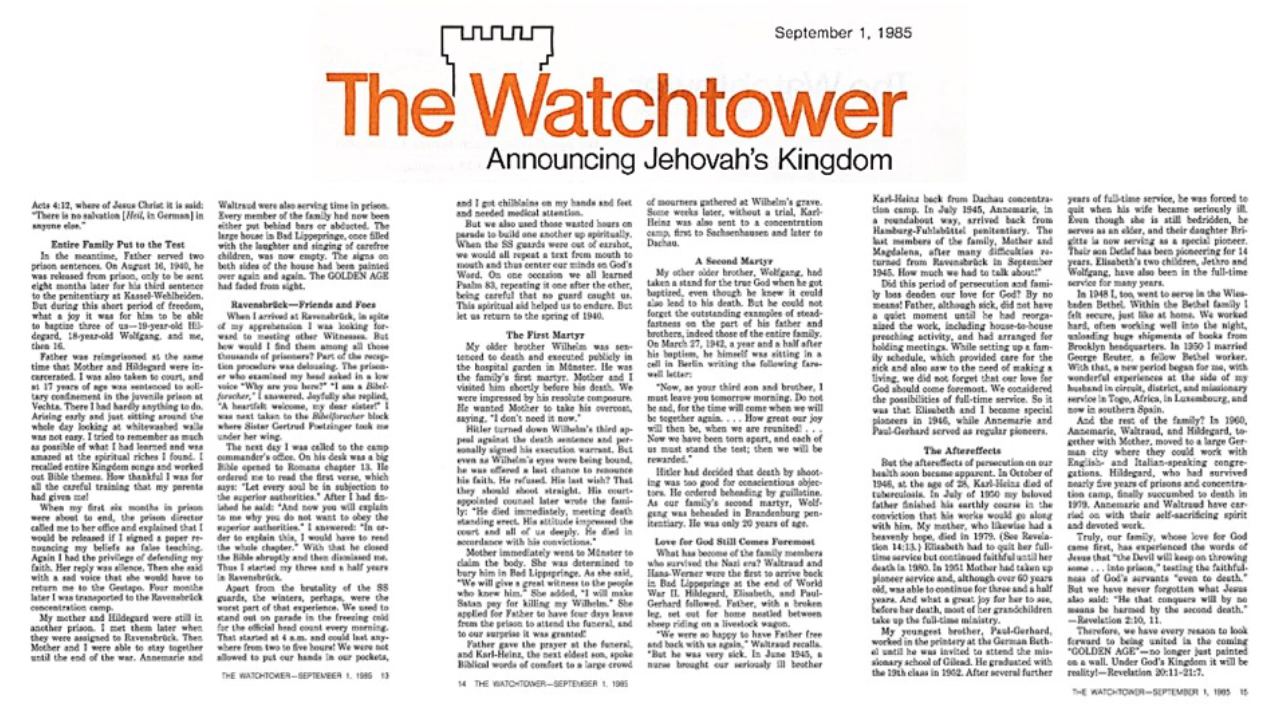 September 1, 1985
The Watchtower
Announcing Jehovah's Kingdom
Acts 4:12, where of Jesus Christ it is said:
"There is no salvation [Heil, in German] in
anyone else."
Entire Family Put to the Test
In the meantime, Father served two
prison sentences. On August 16, 1940, he
was released from prison, only to be sent
eight months later for his third sentence
to the penitentiary at Kassel-Wehlheiden.
But during this short period of freedom,
what a joy it was for him to be able
to baptize three of us—19-year-old Hil-
degard, 18-year-old Wolfgang, and me,
then 16.
Father was reimprisoned at the same
time that Mother and Hildegard were in-
carcerated. I was also taken to court, and
at 17 years of age was sentenced to soli-
tary confinement in the juvenile prison at
Vechta. There I had hardly anything to do.
Arising early and just sitting around the
whole day looking at whitewashed walls
was not easy. I tried to remember as much
as possible of what I had learned and was
amazed at the spiritual riches I found. I
recalled entire Kingdom songs and worked
out Bible themes. How thankful I was for
all the careful training that my parents
had given me!
When my first six months in prison
were about to end, the prison director
called me to her office and explained that I
would be released if I signed a paper re-
nouncing my beliefs as false teaching.
Again I had the privilege of defending my
faith. Her reply was silence. Then she said
with a sad voice that she would have to
return me to the Gestapo. Four months
later I was transported to the Ravensbrück
concentration camp.
My mother and Hildegard were still in
another prison. I met them later when
they were assigned to Ravensbrück. Then
Mother and I were able to stay together
until the end of the war. Annemarie and
Waltraud were also serving time in prison.
Every member of the family had now been
either put behind bars or abducted. The
large house in Bad Lippspringe, once filled
with the laughter and singing of carefree
children, was now empty. The signs on
both sides of the house had been painted
over again and again. The GOLDEN AGE
had faded from sight.
Ravensbrück—Friends and Foes
When I arrived at Ravensbrück, in spite
of my apprehension I was looking for-
ward to meeting other Witnesses. But
how would I find them among all those
thousands of prisoners? Part of the recep-
tion procedure was delousing. The prison-
er who examined my head asked in a low
voice "Why are you here?" "I am a Bibel-
forscher," I answered. Joyfully she replied,
"A heartfelt welcome, my dear sister!" I
was next taken to the Bibelforscher block
where Sister Gertrud Poetzinger took me
under her wing.
The next day I was called to the camp
commander's office. On his desk was a big
Bible opened to Romans chapter 13. He
ordered me to read the first verse, which
says: "Let every soul be in subjection to
the superior authorities." After I had fin-
ished he said: "And now you will explain
to me why you do not want to obey the
superior authorities." I answered: "In or-
der to explain this, I would have to read
the whole chapter." With that he closed
the Bible abruptly and then dismissed me.
Thus I started my three and a half years
in Ravensbrück.
Apart from the brutality of the SS
guards, the winters, perhaps, were the
worst part of that experience. We used to
stand out on parade in the freezing cold
for the official head count every morning.
That started at 4 a.m. and could last any-
where from two to five hours! We were not
allowed to put our hands in our pockets,
THE WATCHTOWER—SEPTEMBER 1, 1985 13
and I got chilblains on my hands and feet
and needed medical attention.
But we also used those wasted hours on
parade to build one another up spiritually.
When the SS guards were out of earshot,
we would all repeat a text from mouth to
mouth and thus center our minds on God's
Word. On one occasion we all learned
Psalm 83, repeating it one after the other,
being careful that no guard caught us.
This spiritual aid helped us to endure. But
let us return to the spring of 1940.
The First Martyr
My older brother Wilhelm was sen-
tenced to death and executed publicly in
the hospital garden in Münster. He was
the family's first martyr. Mother and I
visited him shortly before his death. We
were impressed by his resolute composure.
He wanted Mother to take his overcoat,
saying, "I don't need it now."
Hitler turned down Wilhelm's third ap-
peal against the death sentence and per-
sonally signed his execution warrant. But
even as Wilhelm's eyes were being bound,
he was offered a last chance to renounce
his faith. He refused. His last wish? That
they should shoot straight. His court-
appointed counsel later wrote the fami-
ly: "He died immediately, meeting death
standing erect. His attitude impressed the
court and all of us deeply. He died in
accordance with his convictions."
Mother immediately went to Münster to
claim the body. She was determined to
bury him in Bad Lippspringe. As she said,
"We will give a great witness to the people
who knew him." She added, "I will make
Satan pay for killing my Wilhelm." She
applied for Father to have four days leave
from the prison to attend the funeral, and
to our surprise it was granted!
Father gave the prayer at the funeral,
and Karl-Heinz, the next eldest son, spoke
Biblical words of comfort to a large crowd
14 THE WATCHTOWER—SEPTEMBER 1, 1985
of mourners gathered at Wilhelm's grave.
Some weeks later, without a trial, Karl-
Heinz was also sent to a concentration
camp, first to Sachsenhausen and later to
Dachau.
A Second Martyr
My other older brother, Wolfgang, had
taken a stand for the true God when he got
baptized, even though he knew it could
also lead to death. But he could not
forget the outstanding examples of stead-
fastness on the part of his father and
brothers, indeed those of the entire family.
On March 27, 1942, a year and a half after
his baptism, he himself was sitting in a
cell in Berlin writing the following fare-
well letter:
"Now, as your third son and brother, I
must leave you tomorrow morning. Do not
be sad, for the time will come when we will
be together again. . . . How great our joy
will then be, when we are reunited! . . .
Now we have been torn apart, and each of
us must stand the test; then we will be
rewarded."
Hitler had decided that death by shoot-
ing was too good for conscientious objec-
tors. He ordered beheading by guillotine.
As our family's second martyr, Wolf-
gang was beheaded in Brandenburg pen-
itentiary. He was only 20 years of age.
Love for God Still Comes Foremost
What has become of the family members
who survived the Nazi era? Waltraud and
Hans-Werner were the first to arrive back
in Bad Lippspringe at the end of World
War II. Hildegard, Elisabeth, and Paul-
Gerhard followed. Father, with a broken
leg, set out for home nestled between
sheep riding on a livestock wagon.
"We were so happy to have Father free
and back with us again," Waltraud recalls.
"But he was very sick. In June 1945, a
nurse brought our seriously ill brother
Karl-Heinz back from Dachau concentra-
tion camp. In July 1945, Annemarie, in
a roundabout way, arrived back from
Hamburg-Fuhlsbüttel penitentiary. The
last members of the family, Mother and
Magdalena, after many difficulties re-
turned from Ravensbrück in September
1945. How much we had to talk about!"
Did this period of persecution and fami-
ly loss deaden our love for God? By no
means! Father, although sick, did not have
a quiet moment until he had reorga-
nized the work, including house-to-house
preaching activity, and had arranged for
holding meetings. While setting up a fam-
ily schedule, which provided care for the
sick and also saw to the need of making a
living, we did not forget that our love for
God should come foremost. We considered
the possibilities of full-time service. So it
was that Elisabeth and I became special
pioneers in 1946, while Annemarie and
Paul-Gerhard served as regular pioneers.
The Aftereffects
But the aftereffects of persecution on our
health soon became apparent. In October of
1946, at the age of 28, Karl-Heinz died of
tuberculosis. In July of 1950 my beloved
father finished his earthly course in the
conviction that his works would go along
with him. My mother, who likewise had a
heavenly hope, died in 1979. (See Revela-
tion 14:13.) Elisabeth had to quit her full-
time service but continued faithful until her
death in 1980. In 1951 Mother had taken up
pioneer service and, although over 60 years
old, was able to continue for three and a half
years. And what a great joy for her to see,
before her death, most of her grandchildren
take up the full-time ministry.
My youngest brother, Paul-Gerhard,
worked in the printery at the German Beth-
el until he was invited to attend the mis-
sionary school of Gilead. He graduated with
the 19th class in 1952. After several further
years of full-time service, he was forced to
quit when his wife became seriously ill.
Even though she is still bedridden, he
serves as an elder, and their daughter Bri-
gitte is now serving as a special pioneer.
Their son Detlef has been pioneering for 14
years. Elisabeth's two children, Jethro and
Wolfgang, have also been in the full-time
service for many years.
In 1948 I, too, went to serve in the Wies-
baden Bethel. Within the Bethel family I
felt secure, just like at home. We worked
hard, often working well into the night,
unloading huge shipments of books from
Brooklyn headquarters. In 1950 I married
George Reuter, a fellow Bethel worker.
With that, a new period began for me, with
wonderful experiences at the side of my
husband in circuit, district, and missionary
service in Togo, Africa, in Luxembourg, and
now in southern Spain.
And the rest of the family? In 1960,
Annemarie, Waltraud, and Hildegard, to-
gether with Mother, moved to a large Ger-
man city where they could work with
English- and Italian-speaking congre-
gations. Hildegard, who had survived
nearly five years of prisons and concentra-
tion camp, finally succumbed to death in
1979. Annemarie and Waltraud have car-
ried on with their self-sacrificing spirit
and devoted work.
Truly, our family, whose love for God
came first, has experienced the words of
Jesus that "the Devil will keep on throwing
some . . . into prison," testing the faithful-
ness of God's servants "even to death."
But we have never forgotten what Jesus
also said: "He that conquers will by no
means be harmed by the second death."
—Revelation 2:10, 11.
Therefore, we have every reason to look
forward to being united in the coming
"GOLDEN AGE"—no longer just painted
on a wall. Under God's Kingdom it will be
reality!—Revelation 20:11–21:7.
THE WATCHTOWER—SEPTEMBER 1, 1985 15